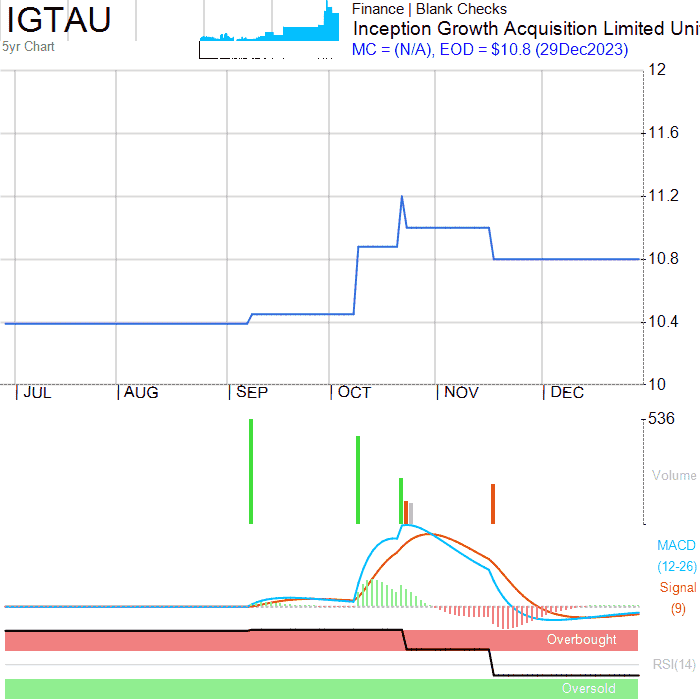 IGTAU
5yr Chart
Finance | Blank Checks
Inception Growth Acquisition Limited Uni
MC = (N/A), EOD = $10.8 (29Dec2023)
12
11.6
11.2
10.8
10.4
10
JUL AUG SEP OCT NOV DEC
536
Volume
MACD
(12-26)
Signal
(9)
Overbought
RSI(14)
Oversold